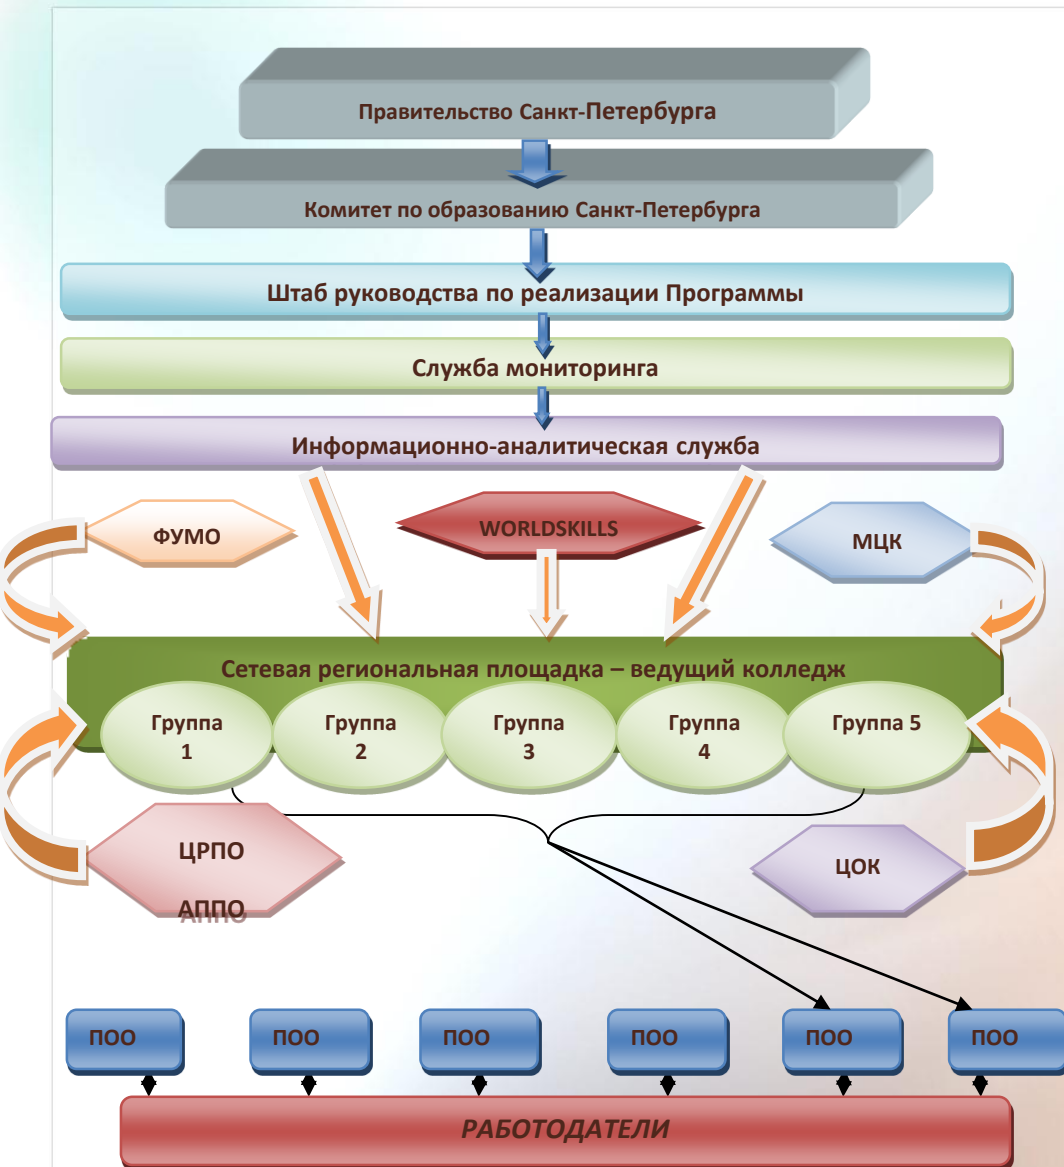 Правительство Санкт-Петербурга
Комитет по образованию Санкт-Петербурга
Штаб руководства по реализации Программы
Служба мониторинга
Информационно-аналитическая служба
ФУМО
WORLDSKILLS
МЦК
Сетевая региональная площадка – ведущий колледж
Группа
1
Группа
2
Группа
3
Группа
4
Группа 5
ЦРПО
АППО
ЦОК
ПОО
ПОО
ПОО
ПОО
ПОО
ПОО
РАБОТОДАТЕЛИ